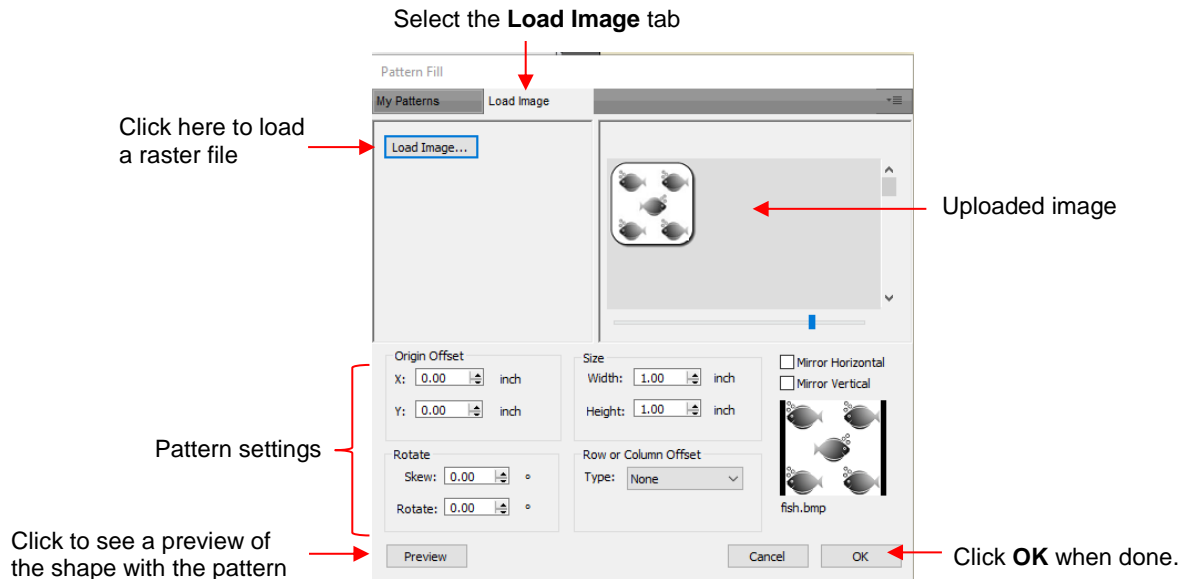 Select the Load Image tab
Pattern Fill
My Patterns
Load Image
Click here to load
a raster file
Load Image...
Uploaded image
Origin Offset
X: 0.00 inch
Y: 0.00 inch
Size
Width: 1.00 inch
Height: 1.00 inch
Mirror Horizontal
Mirror Vertical
Pattern settings
Rotate
Skew: 0.00 °
Rotate: 0.00 °
Row or Column Offset
Type: None
fish.bmp
Click to see a preview of
the shape with the pattern
Preview
Cancel
OK
Click OK when done.